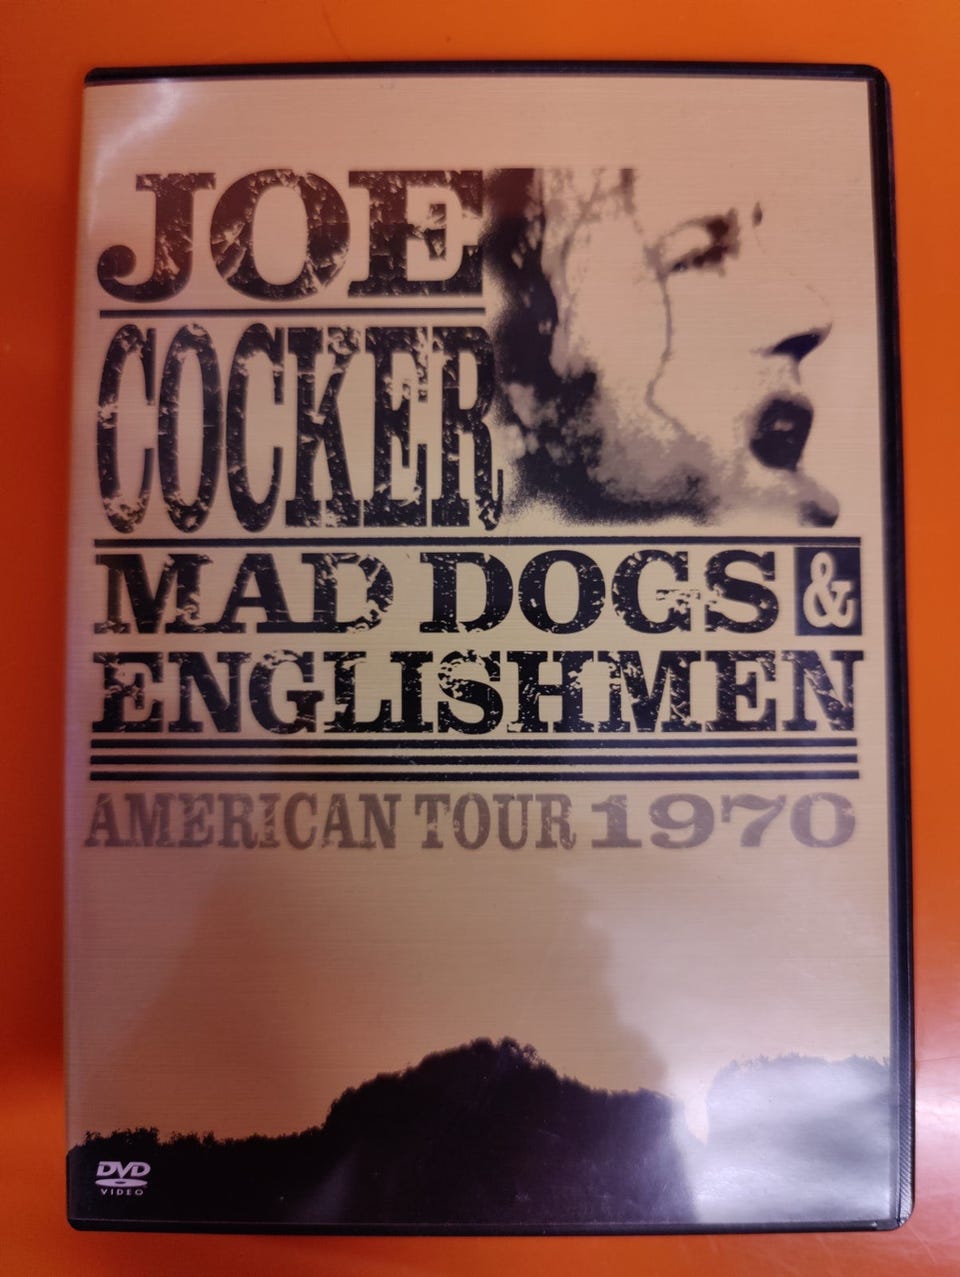 JOE
COCKER
MAD DOGS &
ENGLISHMEN
AMERICAN TOUR 1970
DVD
VIDEO